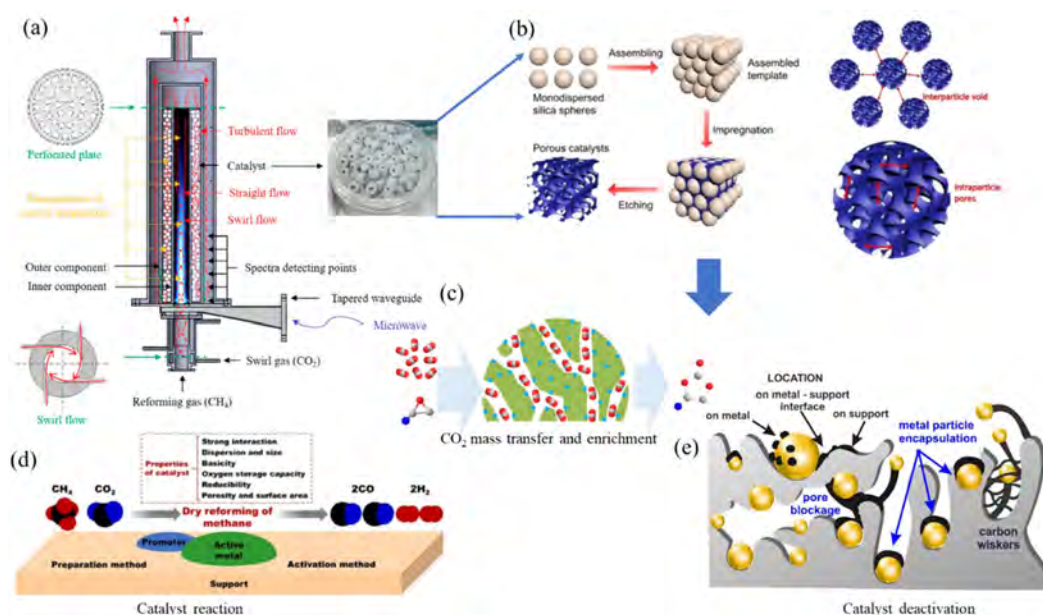 (a)
Perfocated plate
Turbulent flow
Catalyst
Straight flow
Swirl flow
Outer component
Inner component
Spectra detecting points
Tapered waveguide
Microwave
Swirl gas (CO2)
Reforming gas (CH4)
Swirl flow
(b)
Assembling
Monodispersed
silica spheres
Assembled
template
Impregnation
Porous catalysts
Etching
Interparticle void
Intraparticle
pores
(c)
CO2 mass transfer and enrichment
(d)
Properties
of catalyst
Strong interaction
Dispersion and size
Basicity
Oxygen storage capacity
Reducibility
Porosity and surface area
CH4
CO2
Dry reforming of
methane
2CO
2H2
Promoter
Active
metal
Preparation method
Activation method
Support
Catalyst reaction
(e)
LOCATION
on metal - support
interface
on metal
on support
metal particle
encapsulation
pore
blockage
carbon
wiskers
Catalyst deactivation